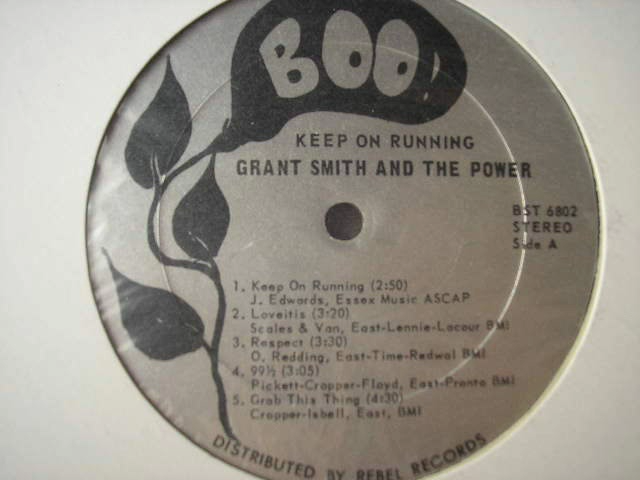 BOO!
KEEP ON RUNNING
GRANT SMITH AND THE POWER
BST 6802
STEREO
Side A
1. Keep On Running (2:50)
J. Edwards, Essex Music ASCAP
2. Loveitis (3:20)
Scales & Van, East-Lennie-Lacour BMI
3. Respect (3:30)
O. Redding, East-Time-Redwal BMI
4. 99½ (3:05)
Pickett-Cropper-Floyd, East-Pronto BMI
5. Grab This Thing (4:30)
Cropper-Isbell, East, BMI
DISTRIBUTED BY REBEL RECORDS